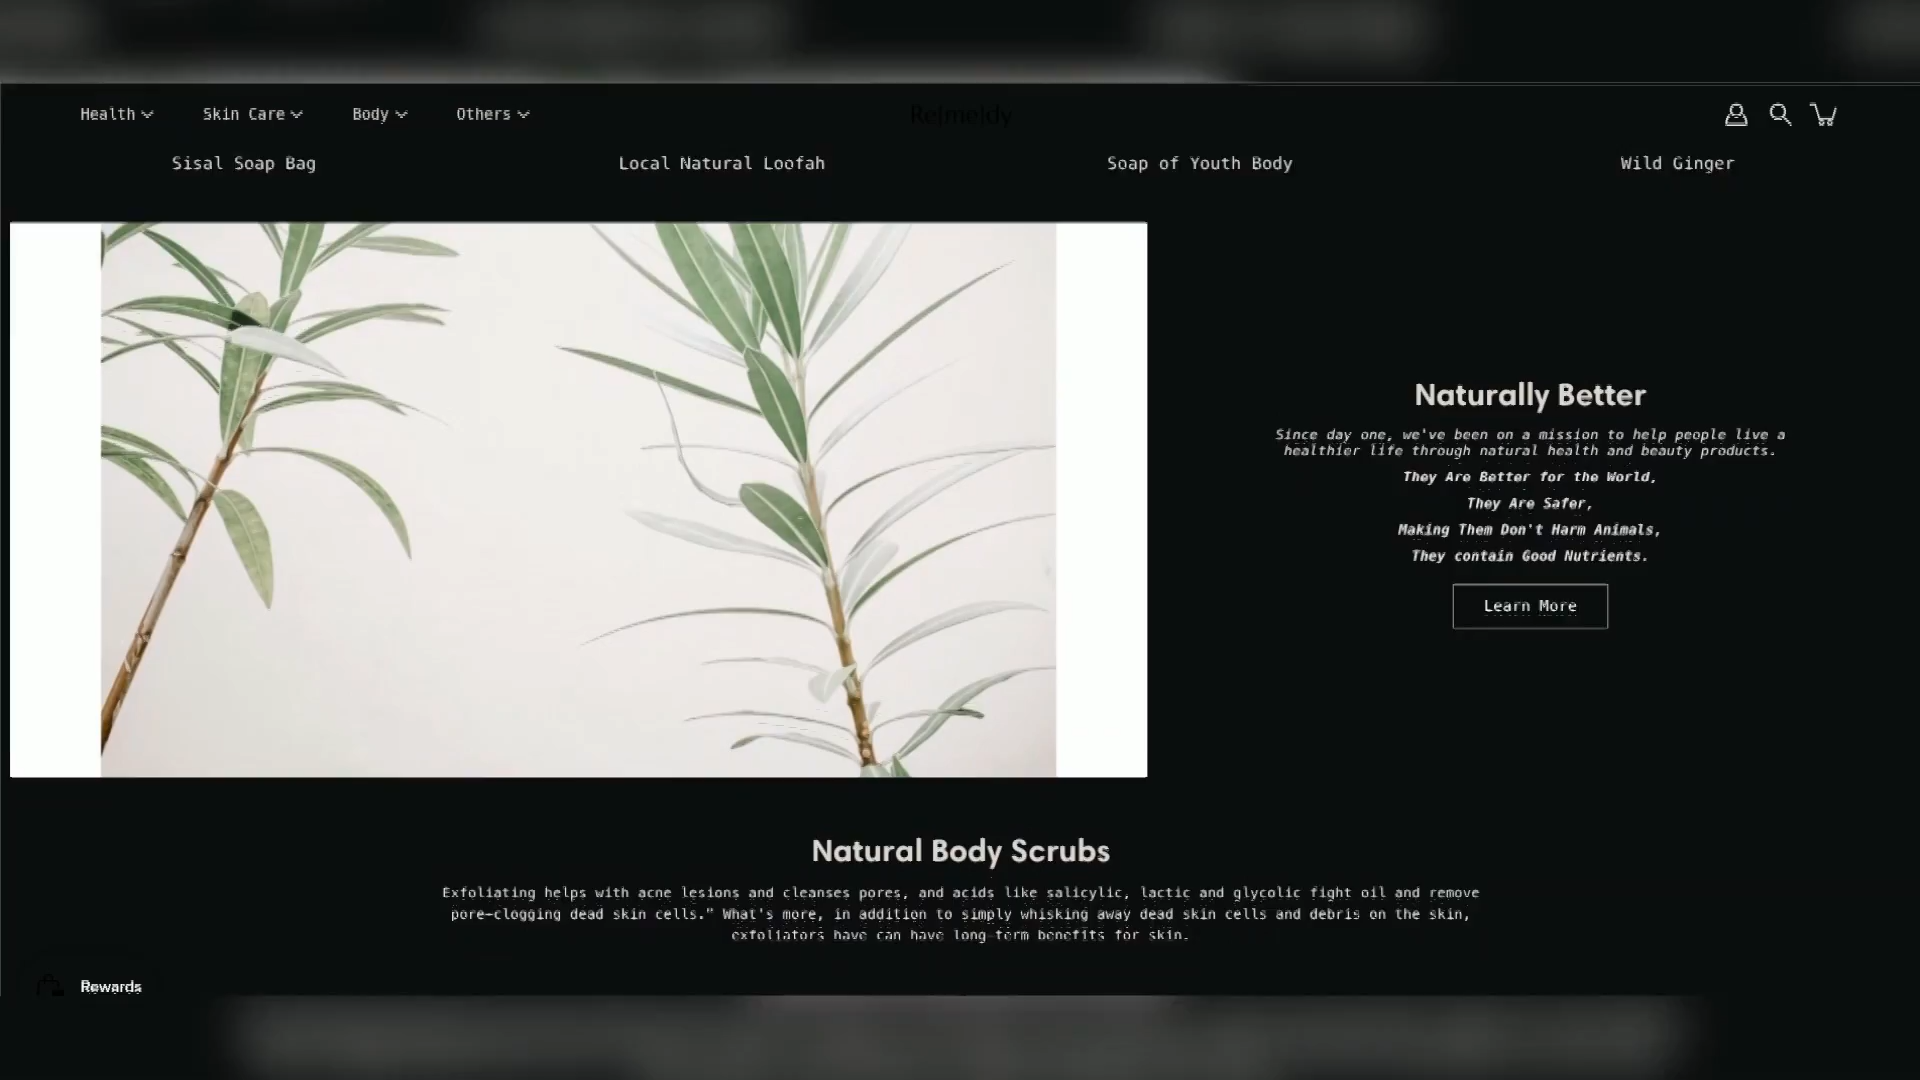 Health
Skin Care
Body
Others
Re[me]dy
Sisal Soap Bag
Local Natural Loofah
Soap of Youth Body
Wild Ginger
Naturally Better
Since day one, we've been on a mission to help people live a
healthier life through natural health and beauty products.
They Are Better for the World,
They Are Safer,
Making Them Don't Harm Animals,
They contain Good Nutrients.
Learn More
Natural Body Scrubs
Exfoliating helps with acne lesions and cleanses pores, and acids like salicylic, lactic and glycolic fight oil and remove
pore-clogging dead skin cells.” What's more, in addition to simply whisking away dead skin cells and debris on the skin,
exfoliators have can have long-term benefits for skin.
Rewards